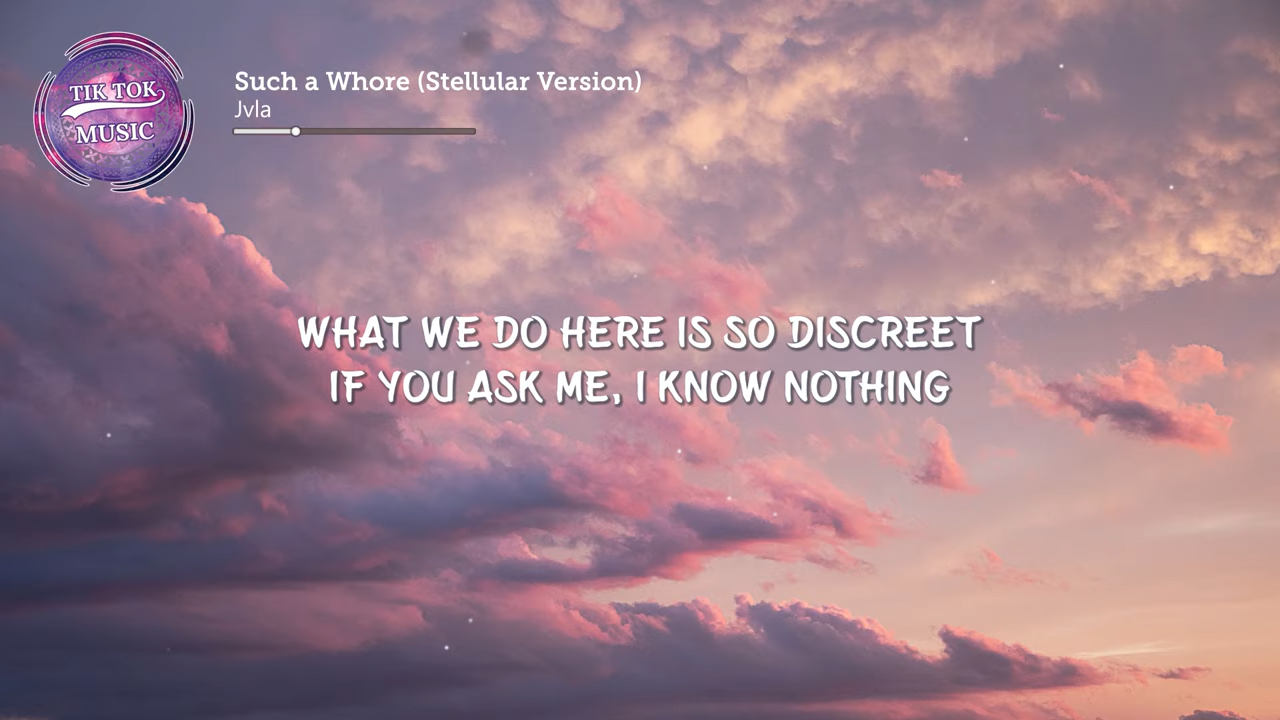 TIK TOK
MUSIC
Such a Whore (Stellular Version)
Jvla
WHAT WE DO HERE IS SO DISCREET
IF YOU ASK ME, I KNOW NOTHING